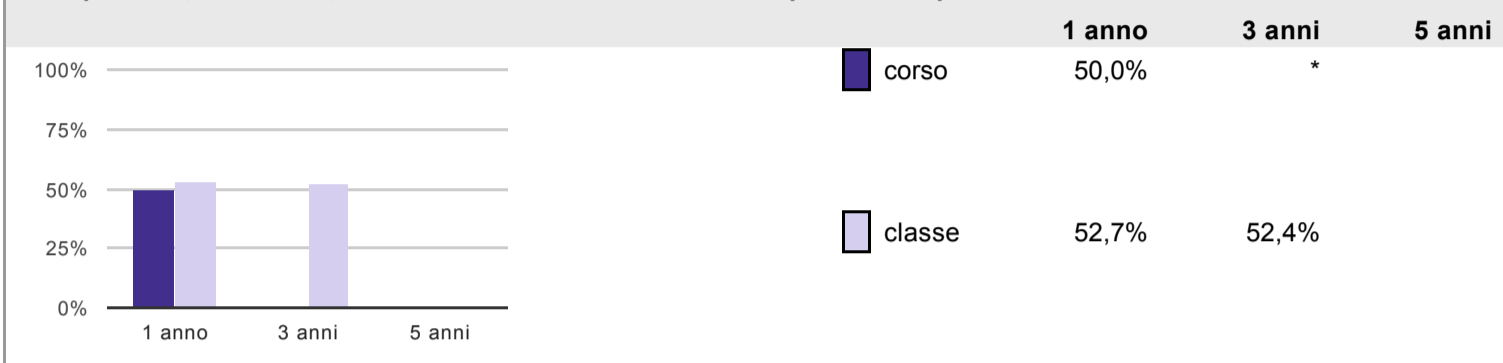 1 anno 3 anni 5 anni
100%
75%
50%
25%
0%
1 anno 3 anni 5 anni
corso 50,0% *
classe 52,7% 52,4%